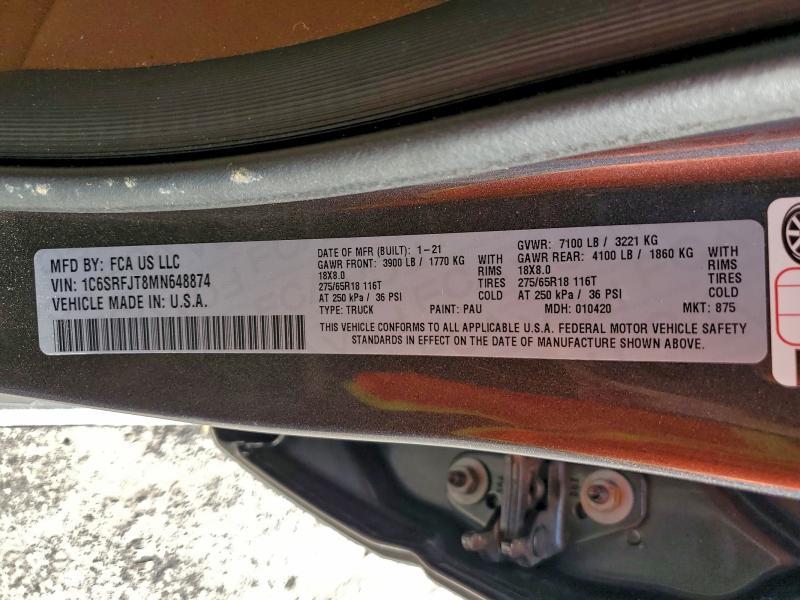 MFD BY: FCA US LLC
VIN: 1C6SRFJT8MN648874
VEHICLE MADE IN U.S.A.
DATE OF MFR (BUILT): 1-21
GAWR FRONT: 3900 LB / 1770 KG WITH
18X8.0 RIMS
275/65R18 116T TIRES
AT 250 kPa / 36 PSI COLD
TYPE: TRUCK PAINT: PAU
GVWR: 7100 LB / 3221 KG
GAWR REAR: 4100 LB / 1860 KG WITH
18X8.0 RIMS
275/65R18 116T TIRES
AT 250 kPa / 36 PSI COLD
MDH: 010420 MKT: 875
THIS VEHICLE CONFORMS TO ALL APPLICABLE U.S.A. FEDERAL MOTOR VEHICLE SAFETY
STANDARDS IN EFFECT ON THE DATE OF MANUFACTURE SHOWN ABOVE.